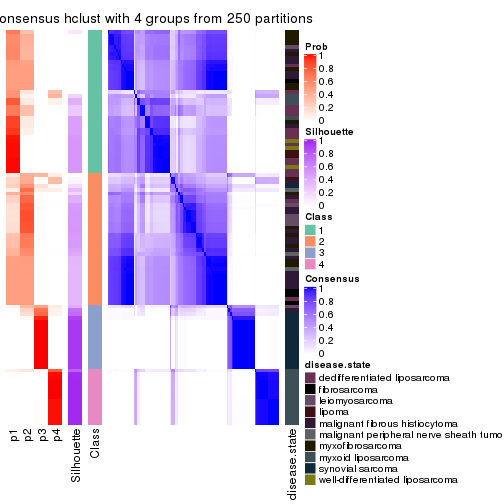 onsensus hclust with 4 groups from 250 partitions
Prob
1
0.8
0.6
0.4
0.2
0
Silhouette
1
0.8
0.6
0.4
0.2
0
Class
1
2
3
4
Consensus
1
0.8
0.6
0.4
0.2
0
disease.state
dedifferentiated liposarcoma
fibrosarcoma
leiomyosarcoma
lipoma
malignant fibrous histiocytoma
malignant peripheral nerve sheath tumo
myxofibrosarcoma
myxoid liposarcoma
synovial sarcoma
well-differentiated liposarcoma
p1
p2
p3
p4
Silhouette
Class
disease.state